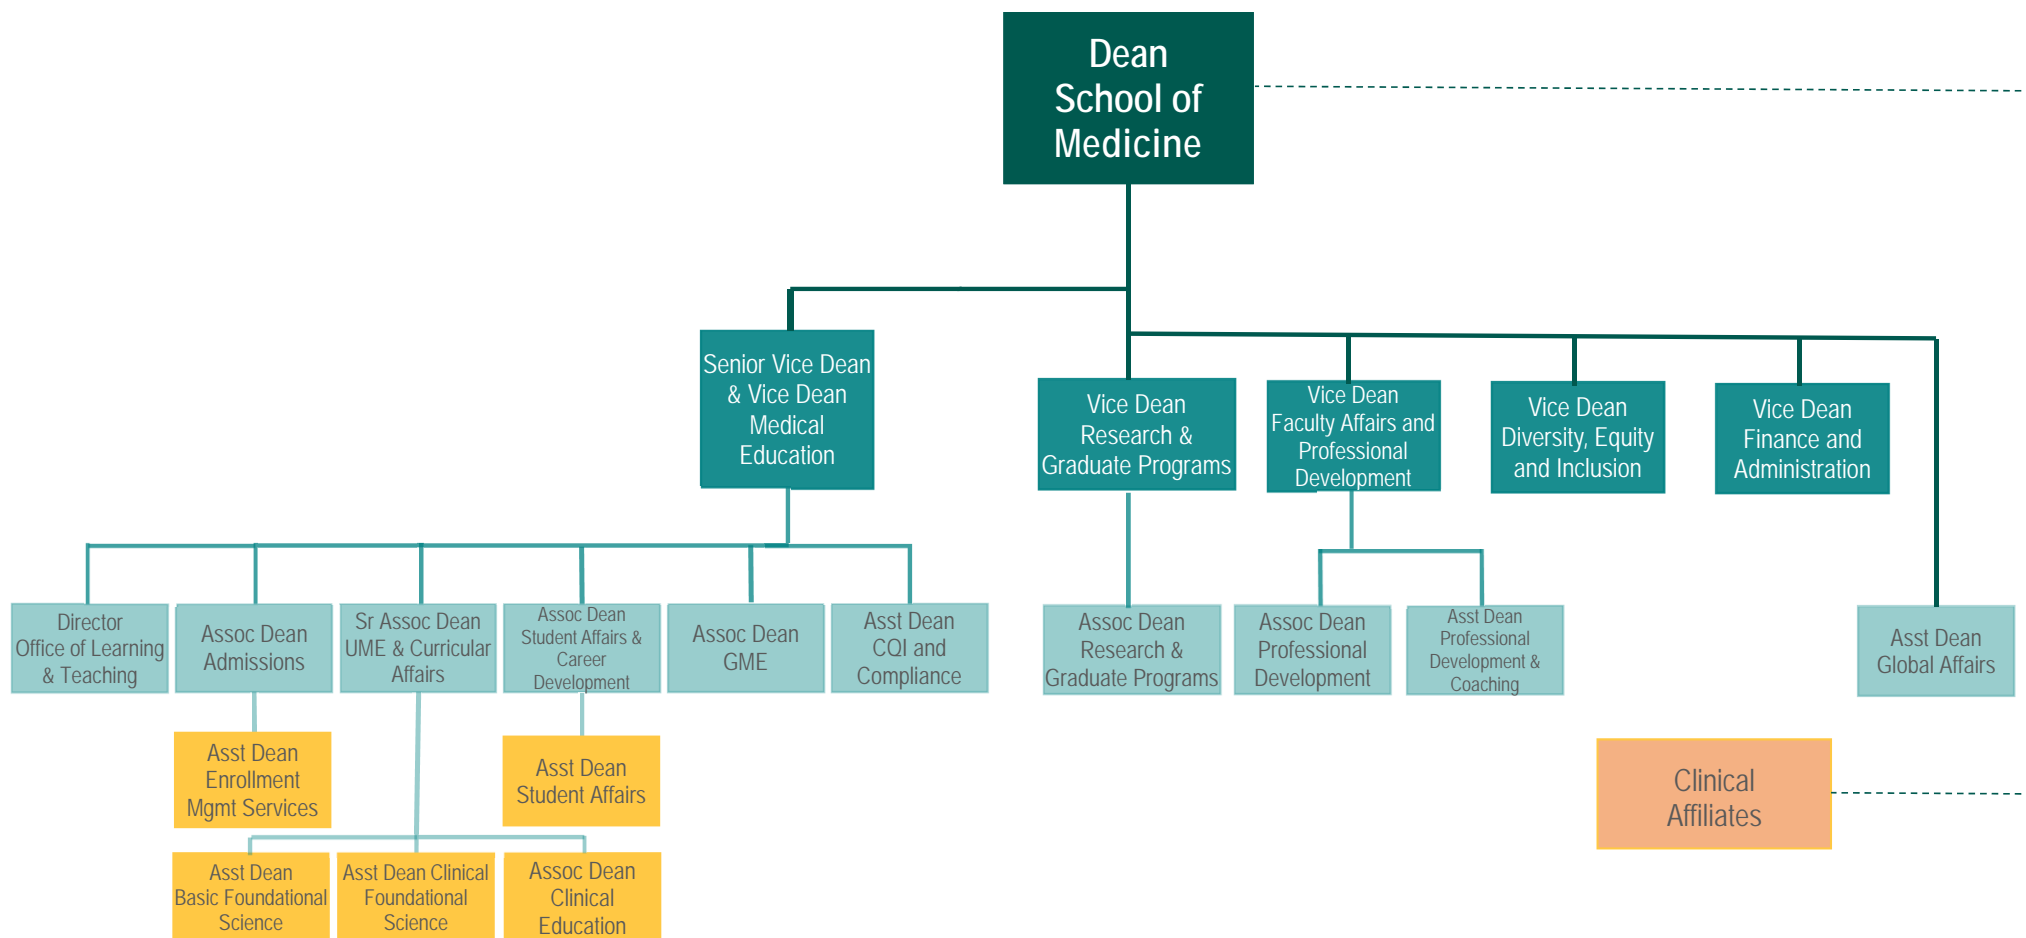 Dean
School of
Medicine
Senior Vice Dean
& Vice Dean
Medical
Education
Vice Dean
Research &
Graduate Programs
Vice Dean
Faculty Affairs and
Professional
Development
Vice Dean
Diversity, Equity
and Inclusion
Vice Dean
Finance and
Administration
Director
Office of Learning
& Teaching
Assoc Dean
Admissions
Sr Assoc Dean
UME & Curricular
Affairs
Assoc Dean
Student Affairs &
Career
Development
Assoc Dean
GME
Asst Dean
CQI and
Compliance
Assoc Dean
Research &
Graduate Programs
Assoc Dean
Professional
Development
Asst Dean
Professional
Development &
Coaching
Asst Dean
Global Affairs
Asst Dean
Enrollment
Mgmt Services
Asst Dean
Student Affairs
Clinical
Affiliates
Asst Dean
Basic Foundational
Science
Asst Dean Clinical
Foundational
Science
Assoc Dean
Clinical
Education